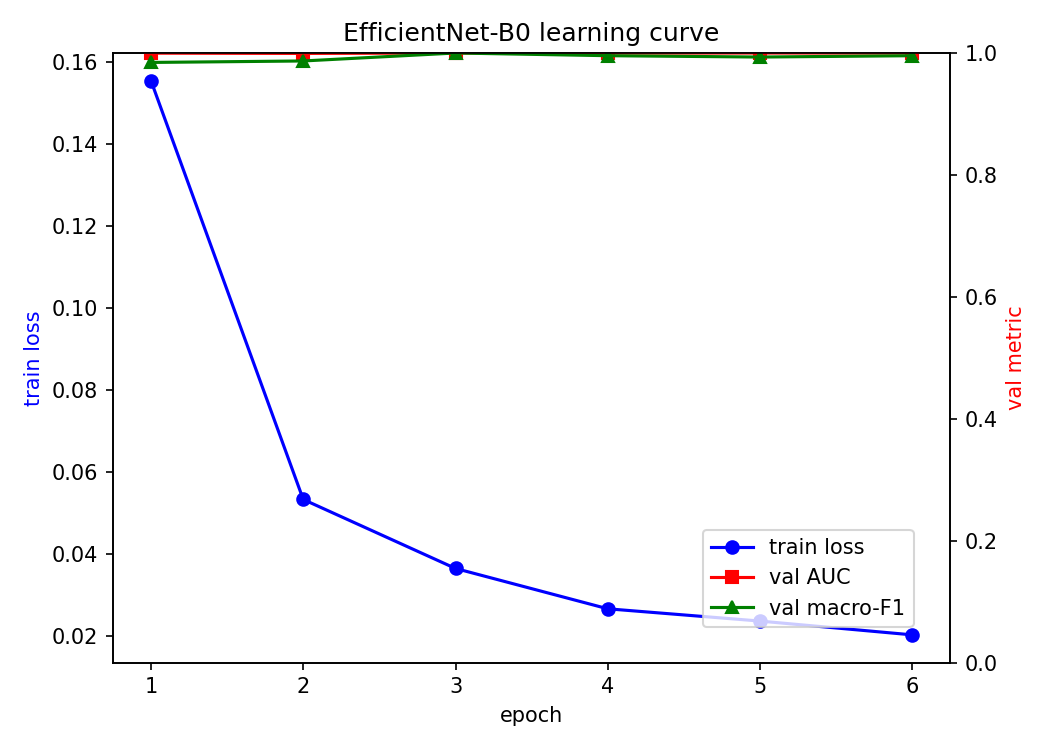 EfficientNet-B0 learning curve
0.16
0.14
0.12
0.10
0.08
0.06
0.04
0.02
train loss
1.0
0.8
0.6
0.4
0.2
0.0
val metric
train loss
val AUC
val macro-F1
1 2 3 4 5 6
epoch